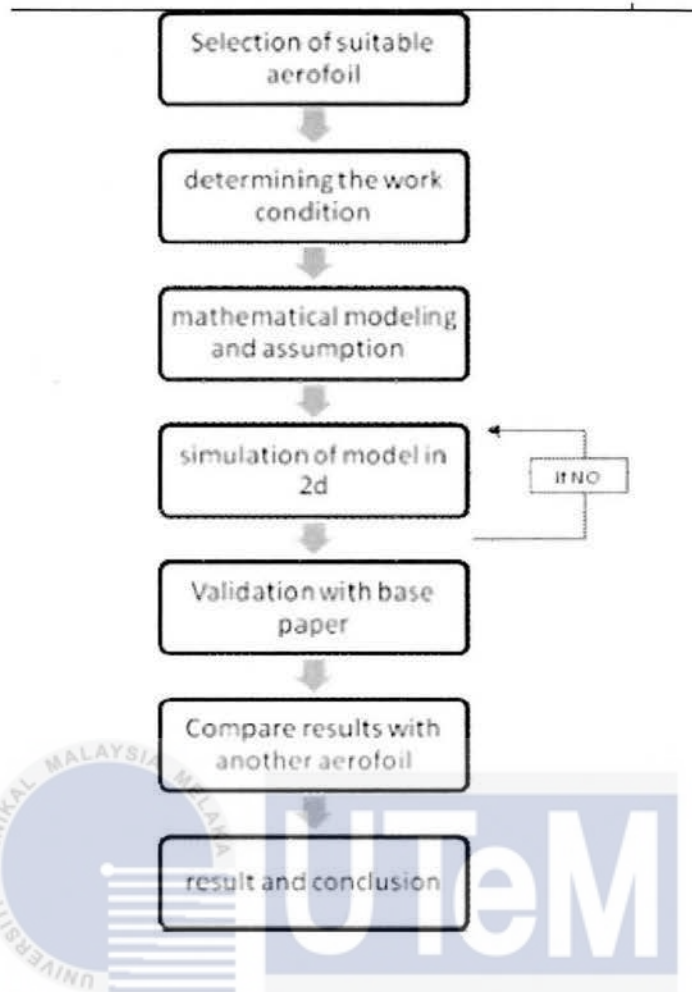 Selection of suitable
aerofoil
determining the work
condition
mathematical modeling
and assumption
simulation of model in
2d
If NO
Validation with base
paper
Compare results with
another aerofoil
result and conclusion
MALAYSIA MELAKA
UTeM